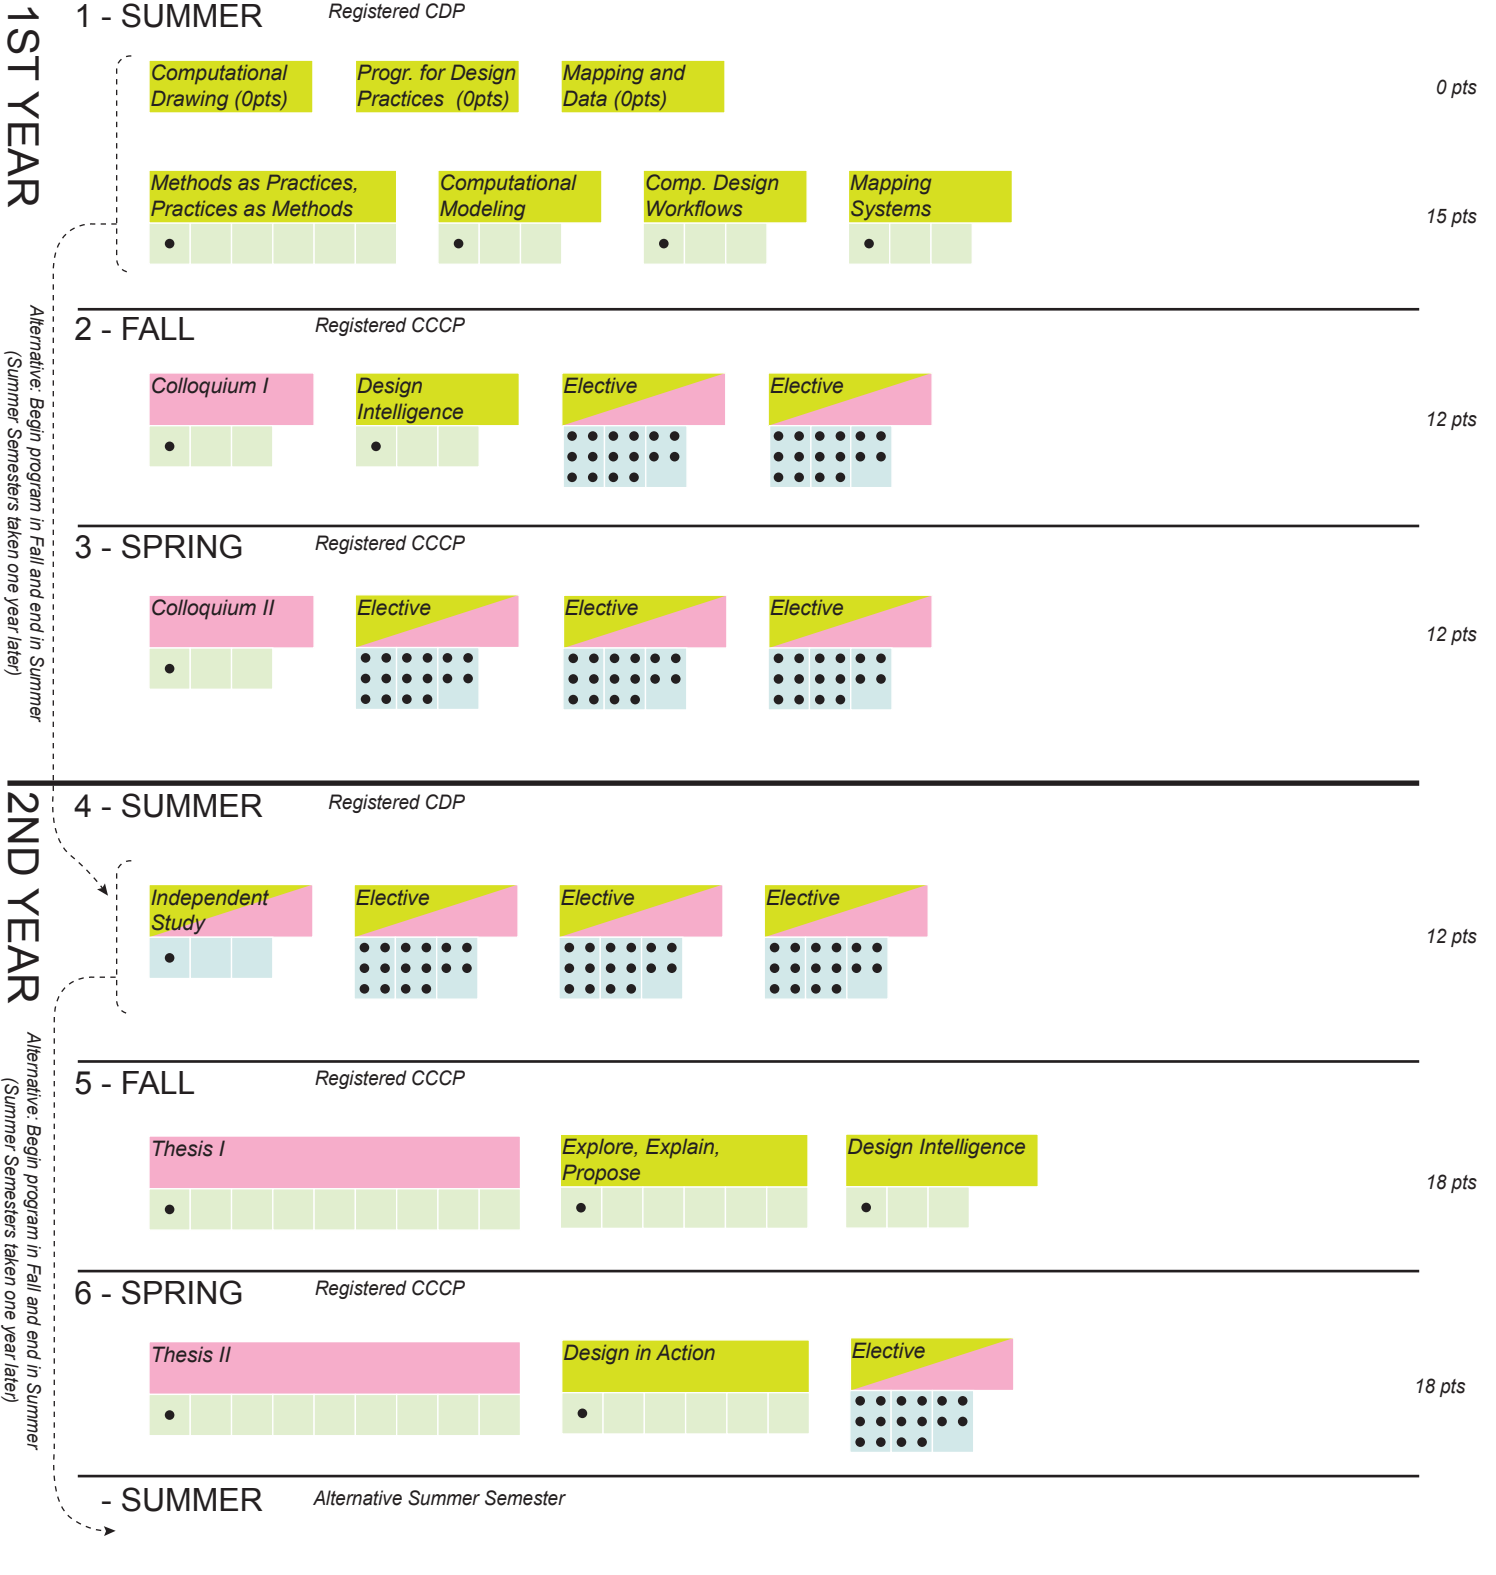 1ST YEAR
1 - SUMMER
Registered CDP
Computational
Drawing (0pts)
Progr. for Design
Practices (0pts)
Mapping and
Data (0pts)
0 pts
Methods as Practices,
Practices as Methods
Computational
Modeling
Comp. Design
Workflows
Mapping
Systems
15 pts
Alternative: Begin program in Fall and end in Summer
(Summer Semesters taken one year later)
2 - FALL
Registered CCCP
Colloquium I
Design
Intelligence
Elective
Elective
12 pts
3 - SPRING
Registered CCCP
Colloquium II
Elective
Elective
Elective
12 pts
2ND YEAR
4 - SUMMER
Registered CDP
Independent
Study
Elective
Elective
Elective
12 pts
Alternative: Begin program in Fall and end in Summer
(Summer Semesters taken one year later)
5 - FALL
Registered CCCP
Thesis I
Explore, Explain,
Propose
Design Intelligence
18 pts
6 - SPRING
Registered CCCP
Thesis II
Design in Action
Elective
18 pts
- SUMMER
Alternative Summer Semester